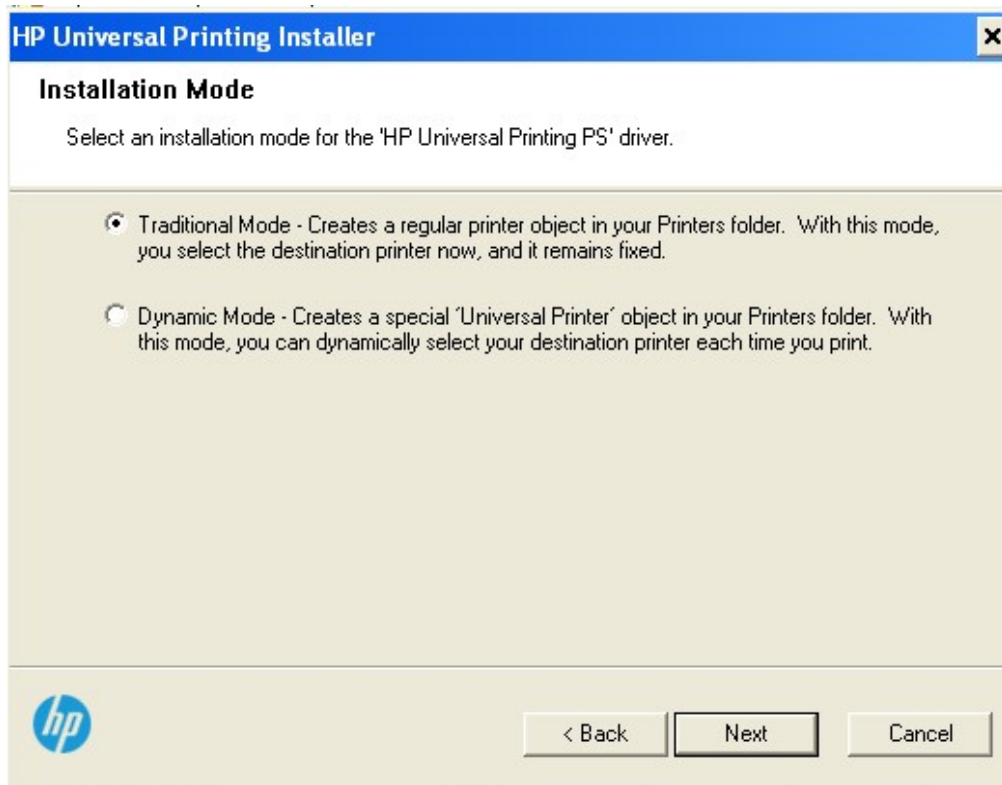 HP Universal Printing Installer
Installation Mode
Select an installation mode for the 'HP Universal Printing PS' driver.
Traditional Mode - Creates a regular printer object in your Printers folder.  With this mode,
you select the destination printer now, and it remains fixed.
Dynamic Mode - Creates a special 'Universal Printer' object in your Printers folder.  With
this mode, you can dynamically select your destination printer each time you print.
hp
< Back
Next
Cancel